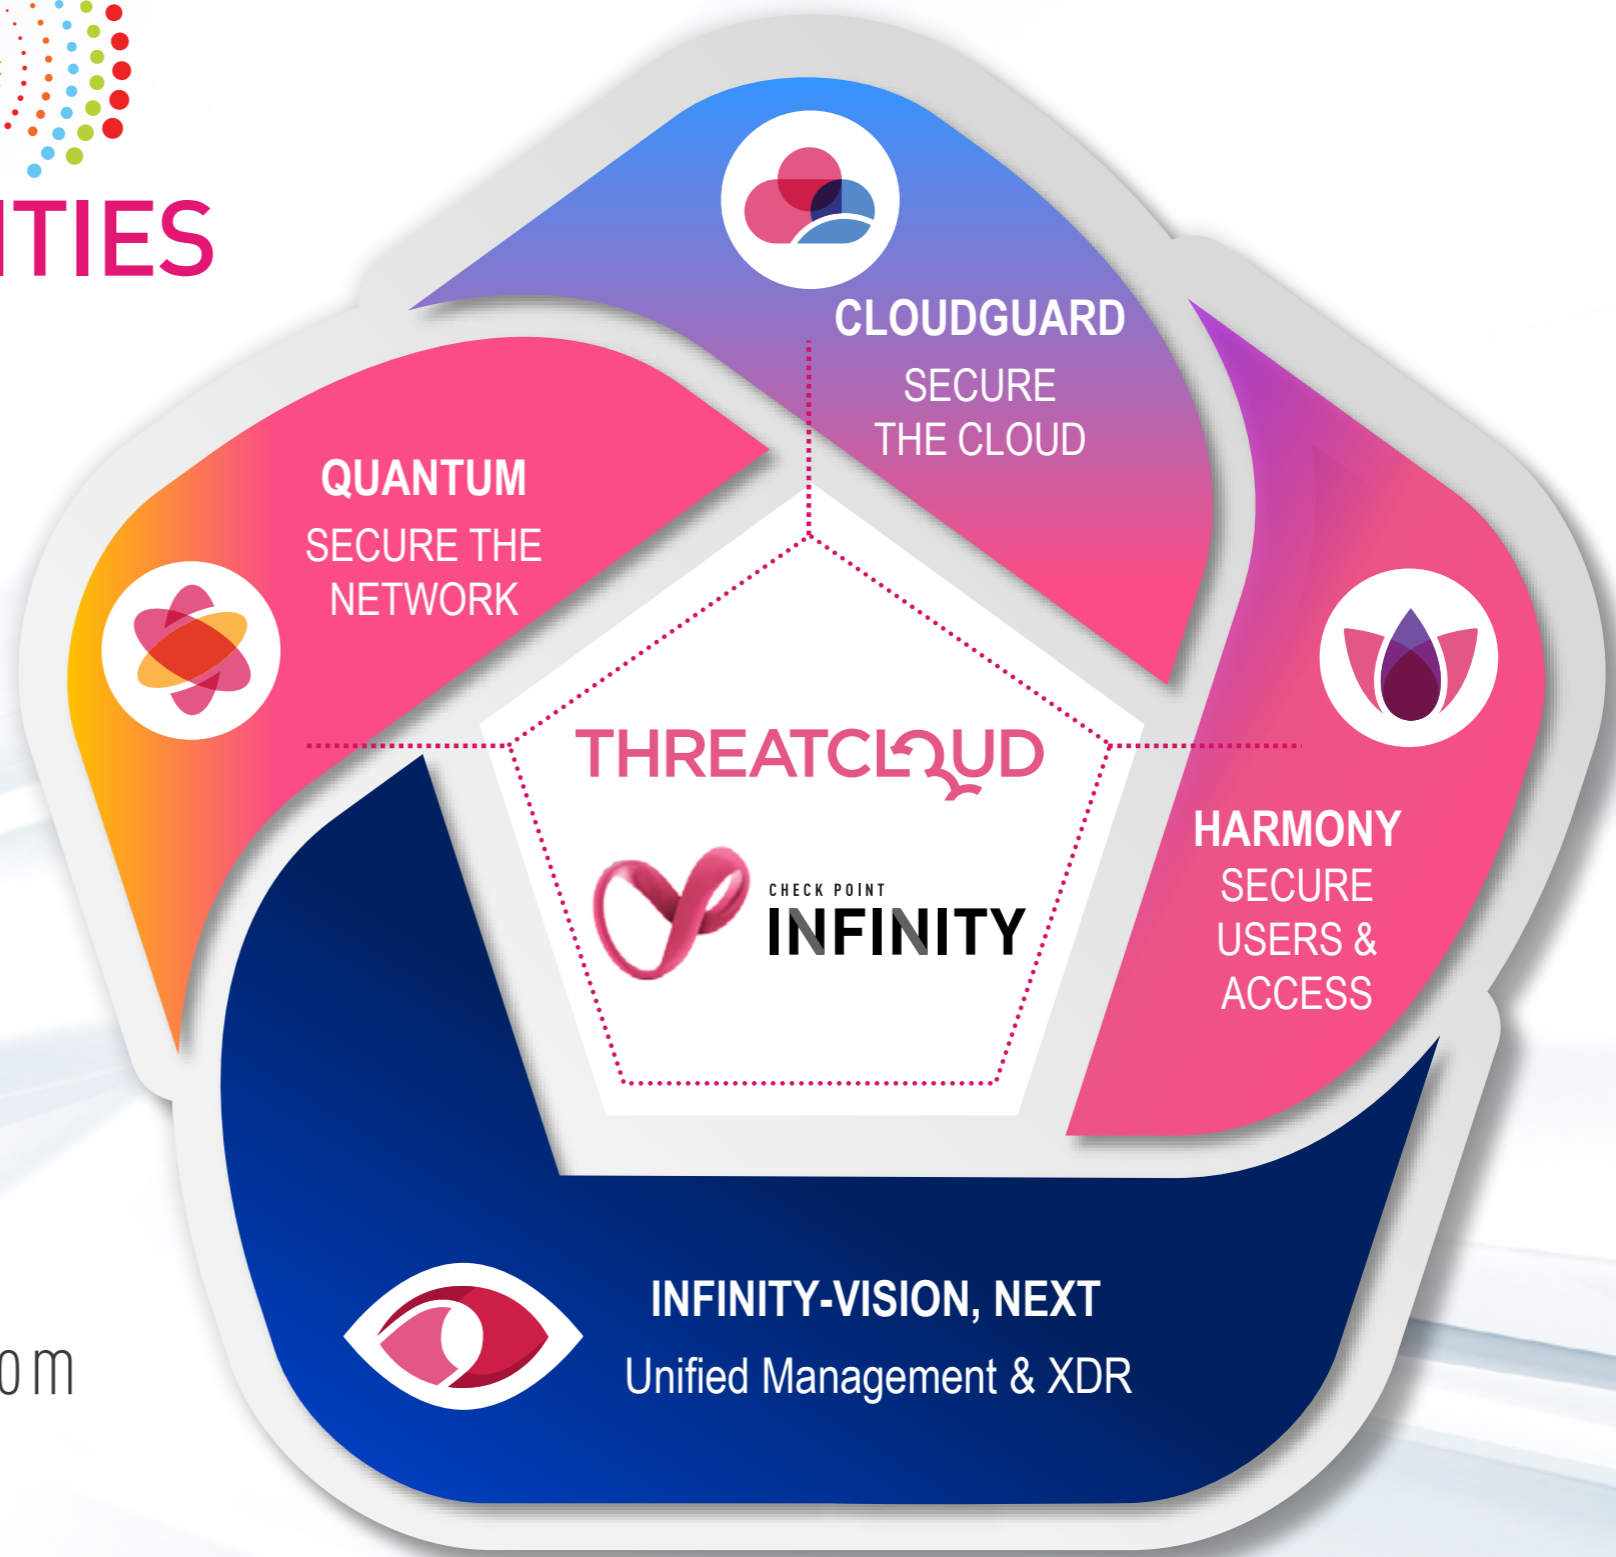 ITIES
CLOUDGUARD
SECURE
THE CLOUD
QUANTUM
SECURE THE
NETWORK
THREATCLOUD
CHECK POINT
INFINITY
HARMONY
SECURE
USERS &
ACCESS
INFINITY-VISION, NEXT
Unified Management & XDR
om